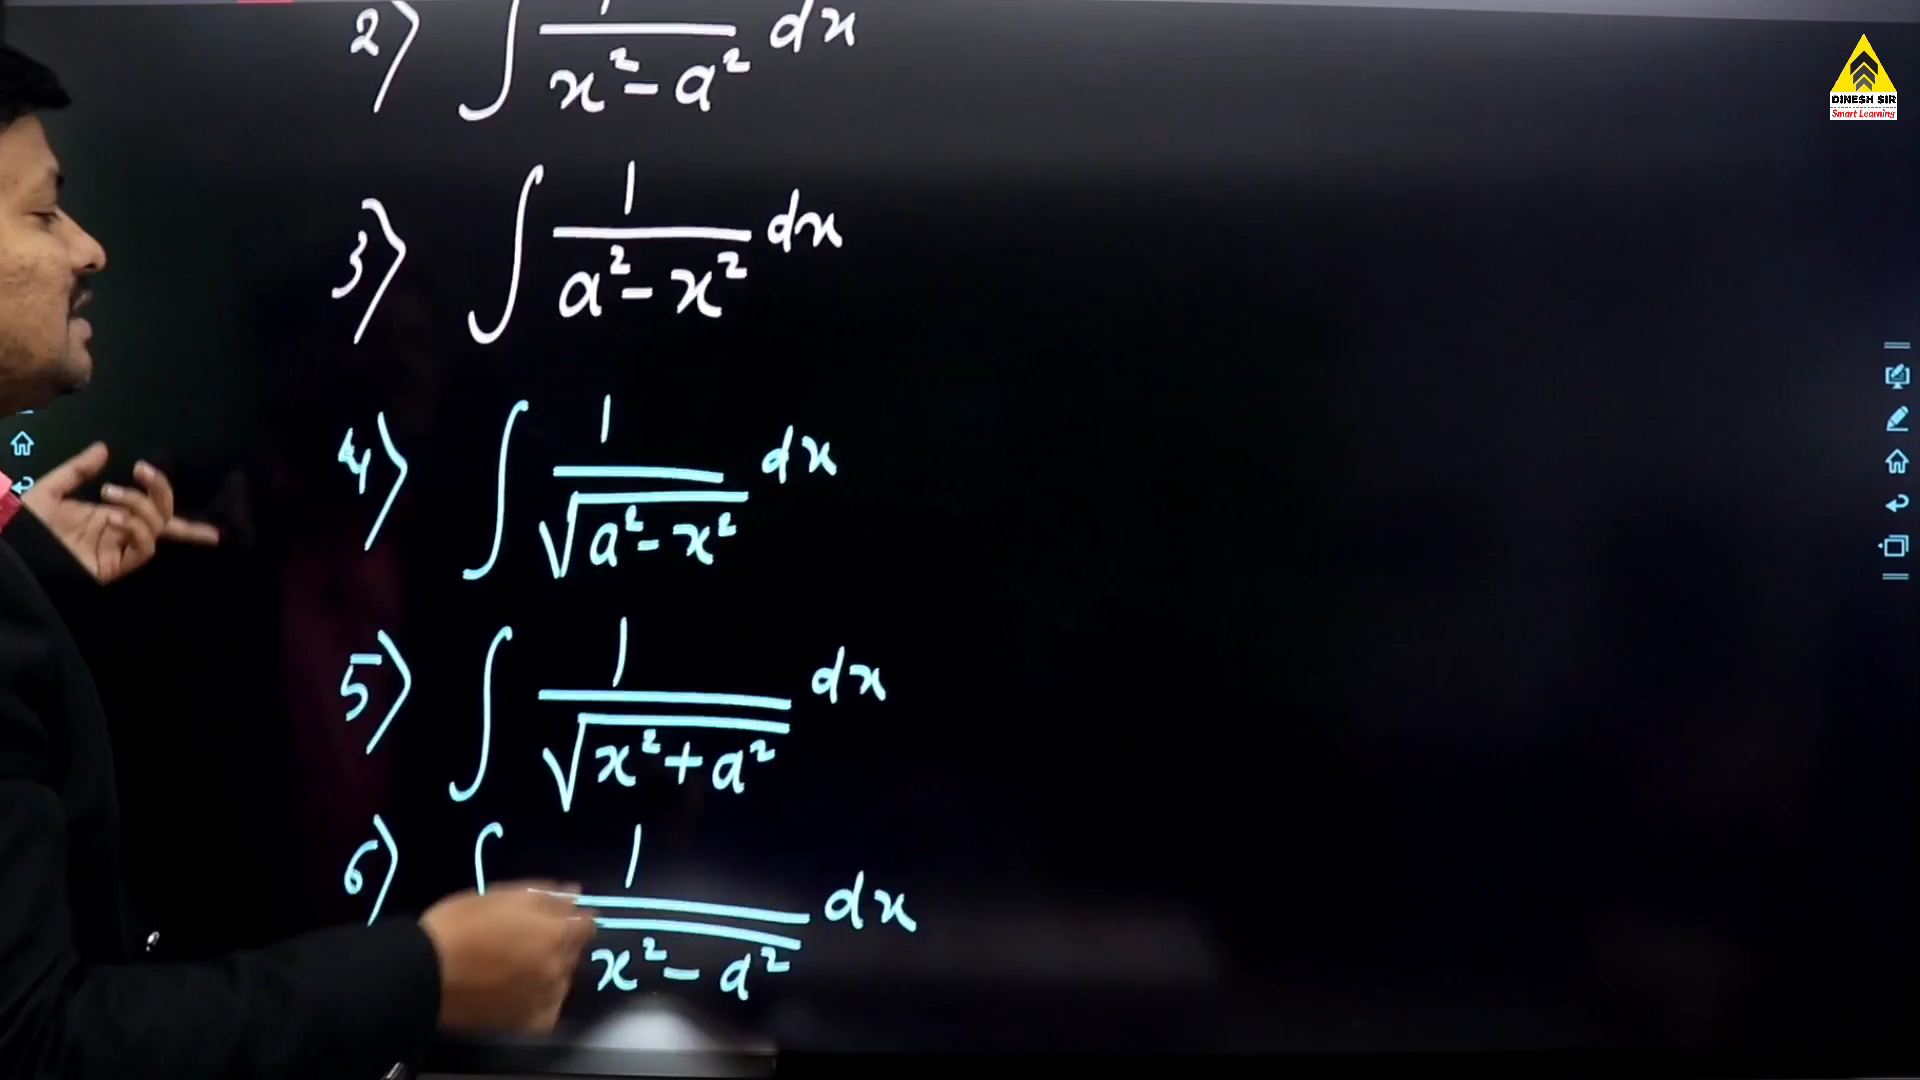 2) ∫ 1/(x² - a²) dx
3) ∫ 1/(a² - x²) dx
4) ∫ 1/√(a² - x²) dx
5) ∫ 1/√(x² + a²) dx
6) ∫ 1/√(x² - a²) dx
DINESH SIR
Smart Learning